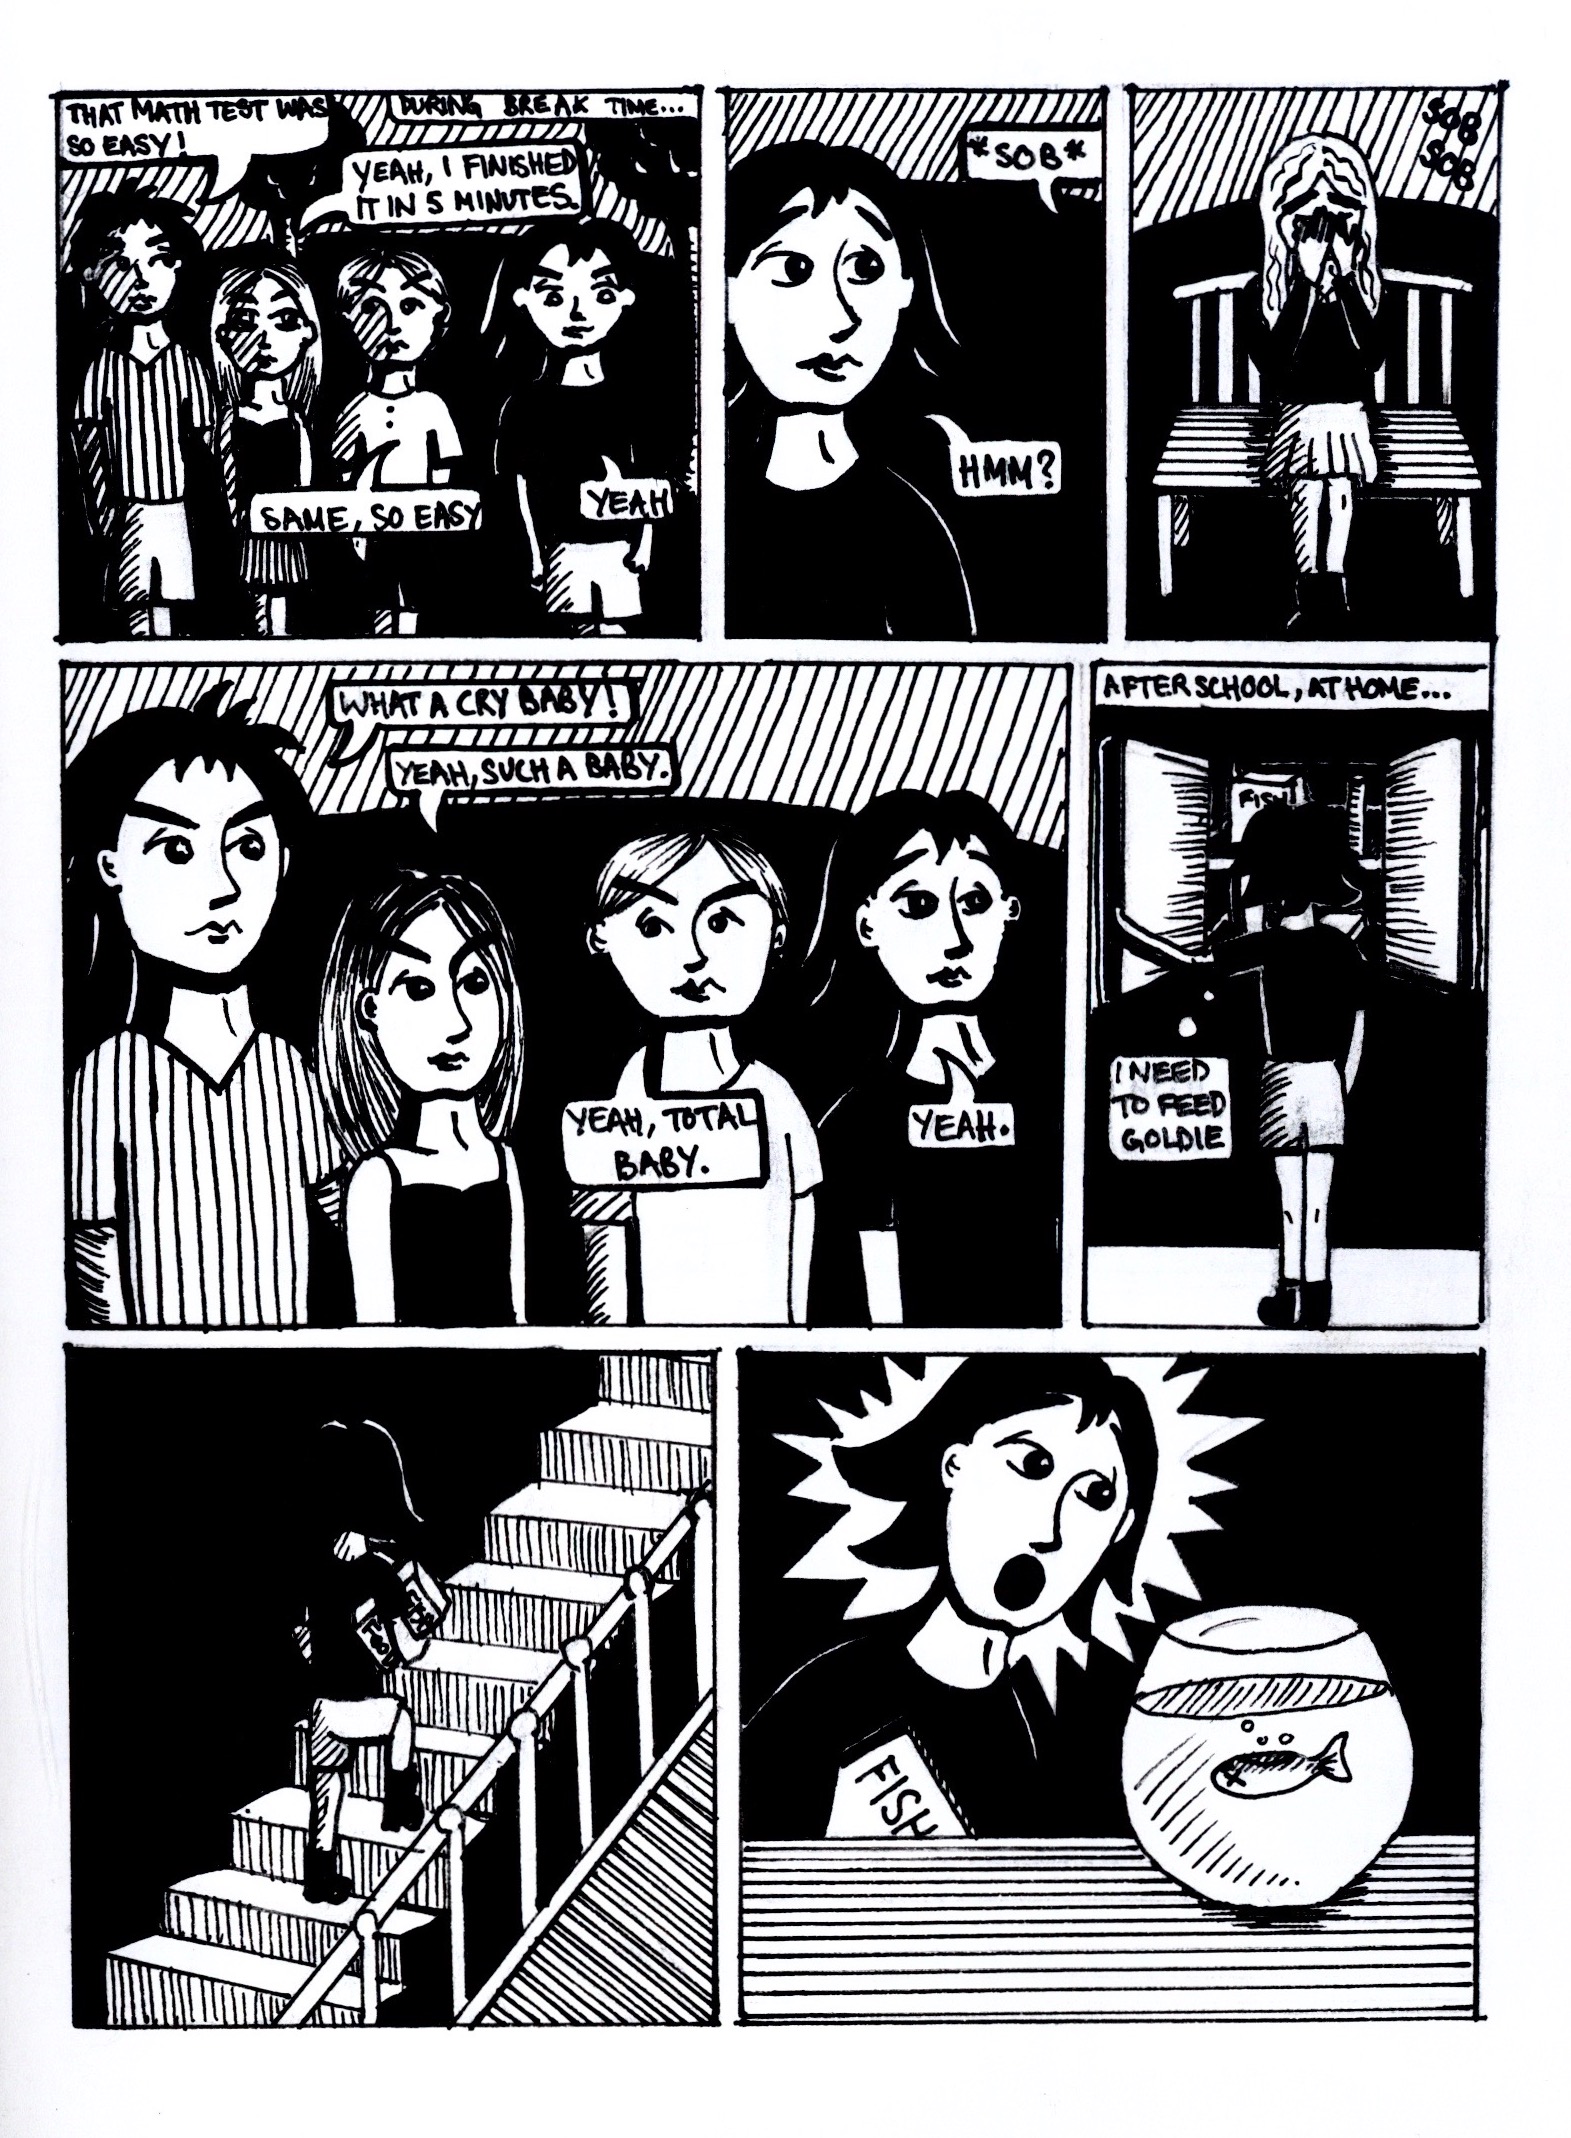 THAT MATH TEST WAS
SO EASY!
DURING BREAK TIME...
YEAH, I FINISHED
IT IN 5 MINUTES.
SAME, SO EASY
YEAH
*SOB*
HMM?
SOB
SOB
WHAT A CRY BABY!
YEAH, SUCH A BABY.
YEAH, TOTAL
BABY.
YEAH.
AFTER SCHOOL, AT HOME...
FISH
I NEED
TO FEED
GOLDIE
FISH